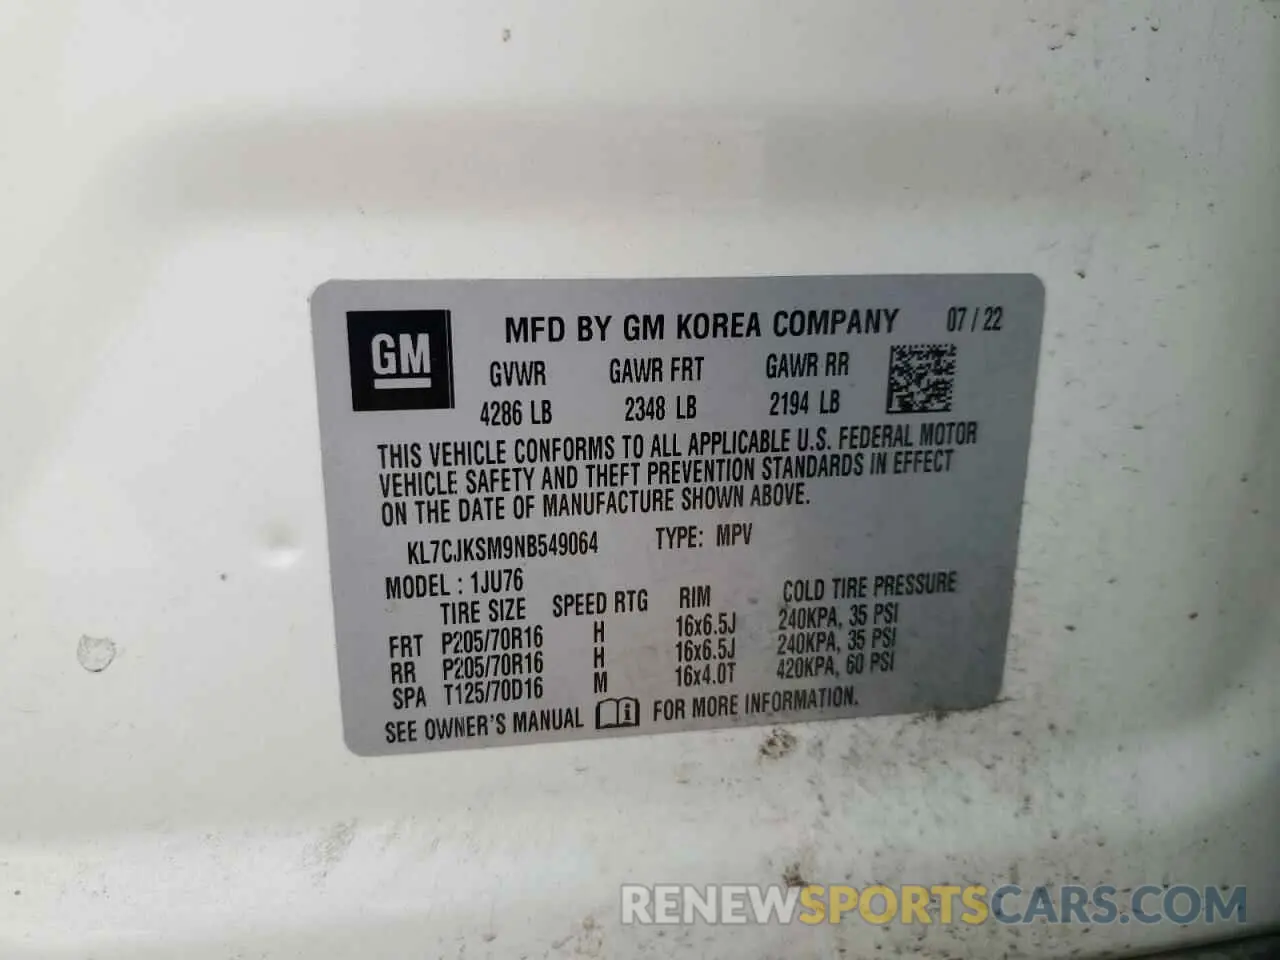 GM
MFD BY GM KOREA COMPANY 07 / 22
GVWR GAWR FRT GAWR RR
4286 LB 2348 LB 2194 LB
THIS VEHICLE CONFORMS TO ALL APPLICABLE U.S. FEDERAL MOTOR
VEHICLE SAFETY AND THEFT PREVENTION STANDARDS IN EFFECT
ON THE DATE OF MANUFACTURE SHOWN ABOVE.
KL7CJKSM9NB549064 TYPE: MPV
MODEL : 1JU76
TIRE SIZE SPEED RTG RIM COLD TIRE PRESSURE
FRT P205/70R16 H 16x6.5J 240KPA, 35 PSI
RR P205/70R16 H 16x6.5J 240KPA, 35 PSI
SPA T125/70D16 M 16x4.0T 420KPA, 60 PSI
SEE OWNER'S MANUAL i FOR MORE INFORMATION.
RENEWSPORTSCARS.COM